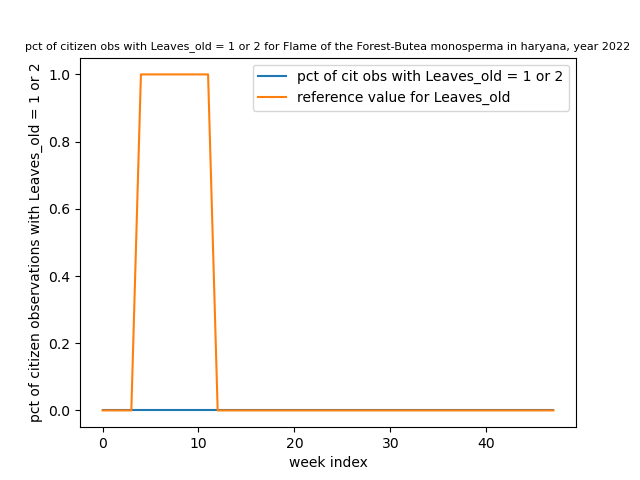 pct of citizen obs with Leaves_old = 1 or 2 for Flame of the Forest-Butea monosperma in haryana, year 2022
pct of citizen observations with Leaves_old = 1 or 2
1.0
0.8
0.6
0.4
0.2
0.0
pct of cit obs with Leaves_old = 1 or 2
reference value for Leaves_old
0 10 20 30 40
week index